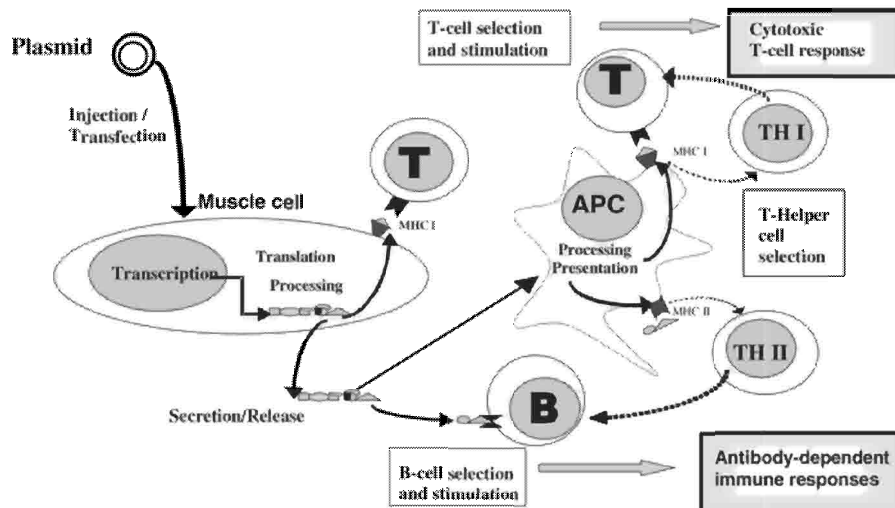 Plasmid
Injection /
Transfection
Muscle cell
Transcription
Translation
Processing
T
MHC I
Secretion/Release
T-cell selection
and stimulation
Cytotoxic
T-cell response
T
TH I
MHC I
T-Helper
cell
selection
APC
Processing
Presentation
MHC II
TH II
B
B-cell selection
and stimulation
Antibody-dependent
immune responses